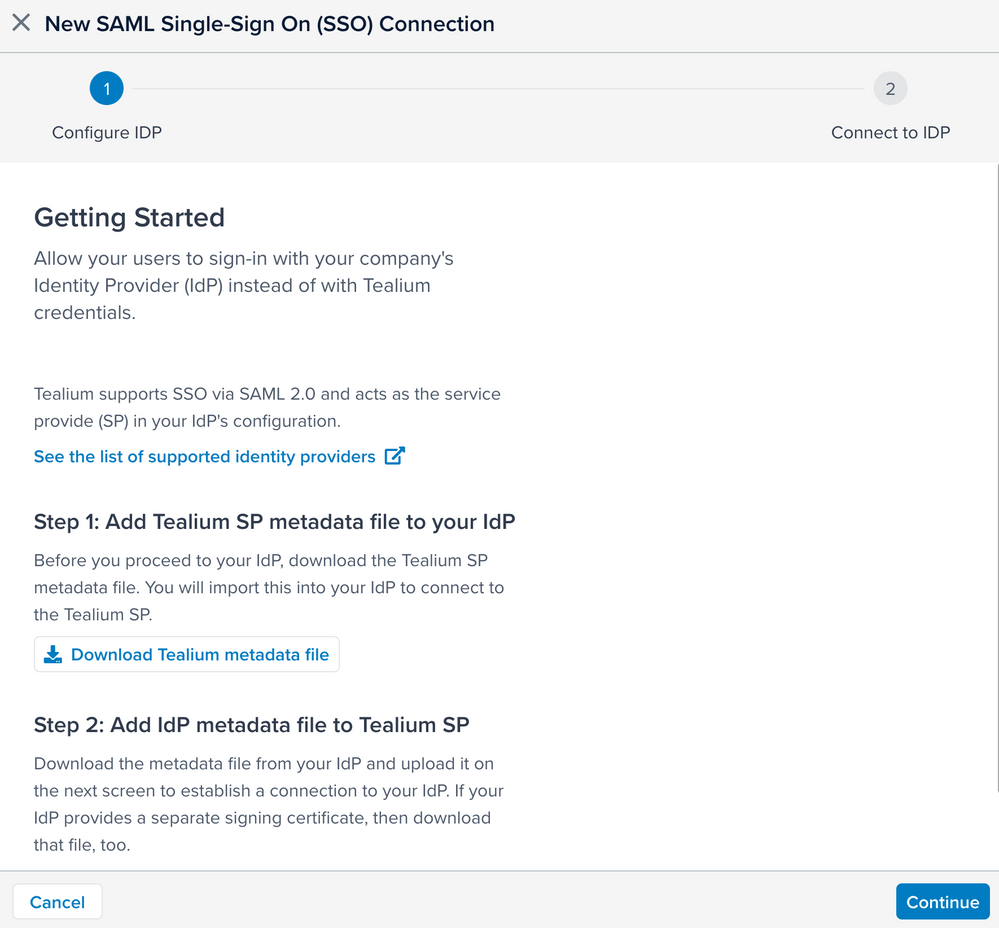 New SAML Single-Sign On (SSO) Connection
1
2
Configure IDP
Connect to IDP
Getting Started
Allow your users to sign-in with your company's
Identity Provider (IdP) instead of with Tealium
credentials.
Tealium supports SSO via SAML 2.0 and acts as the service
provide (SP) in your IdP's configuration.
See the list of supported identity providers
Step 1: Add Tealium SP metadata file to your IdP
Before you proceed to your IdP, download the Tealium SP
metadata file. You will import this into your IdP to connect to
the Tealium SP.
Download Tealium metadata file
Step 2: Add IdP metadata file to Tealium SP
Download the metadata file from your IdP and upload it on
the next screen to establish a connection to your IdP. If your
IdP provides a separate signing certificate, then download
that file, too.
Cancel
Continue